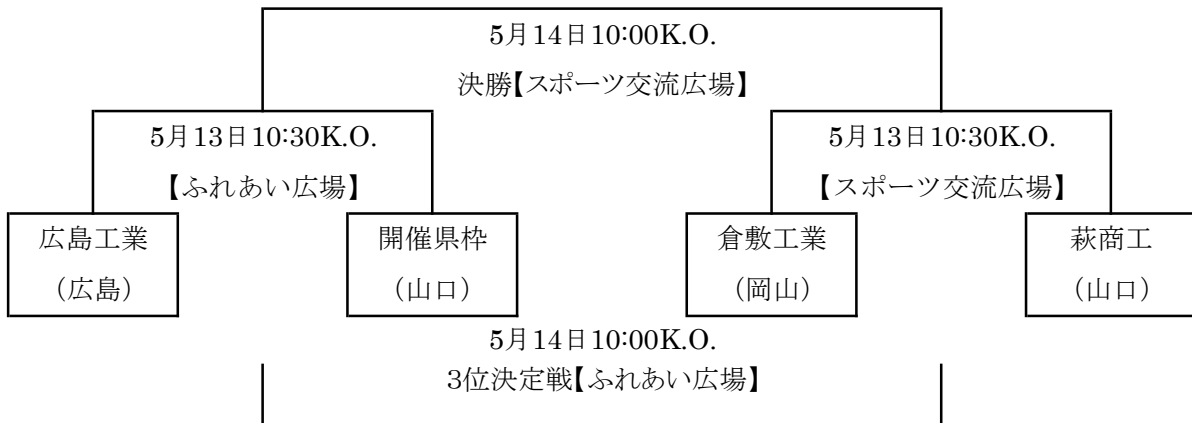 5月14日10:00K.O.
決勝【スポーツ交流広場】
5月13日10:30K.O.
【ふれあい広場】
5月13日10:30K.O.
【スポーツ交流広場】
広島工業
(広島)
開催県枠
(山口)
倉敷工業
(岡山)
萩商工
(山口)
5月14日10:00K.O.
3位決定戦【ふれあい広場】